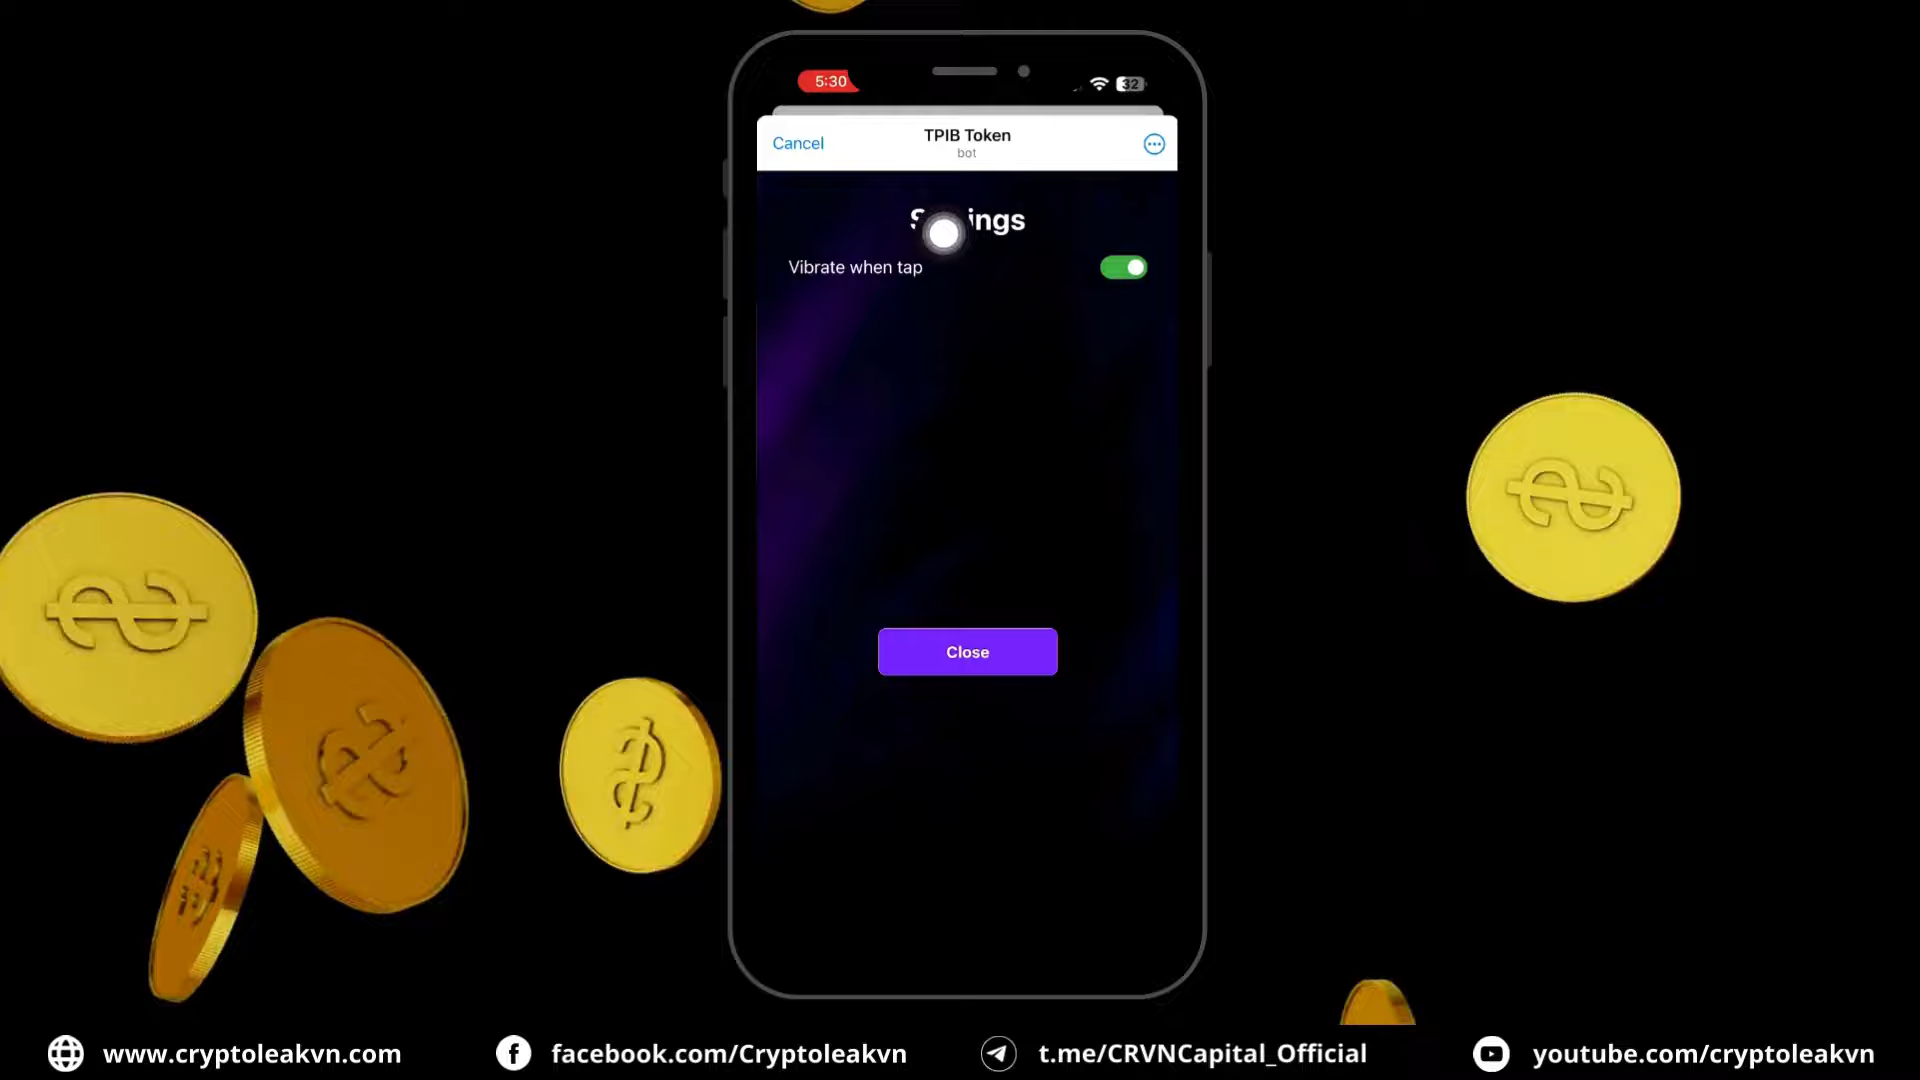 5:30
32
Cancel
TPIB Token
bot
S ings
Vibrate when tap
Close
www.cryptoleakvn.com
facebook.com/Cryptoleakvn
t.me/CRVNCapital_Official
youtube.com/cryptoleakvn